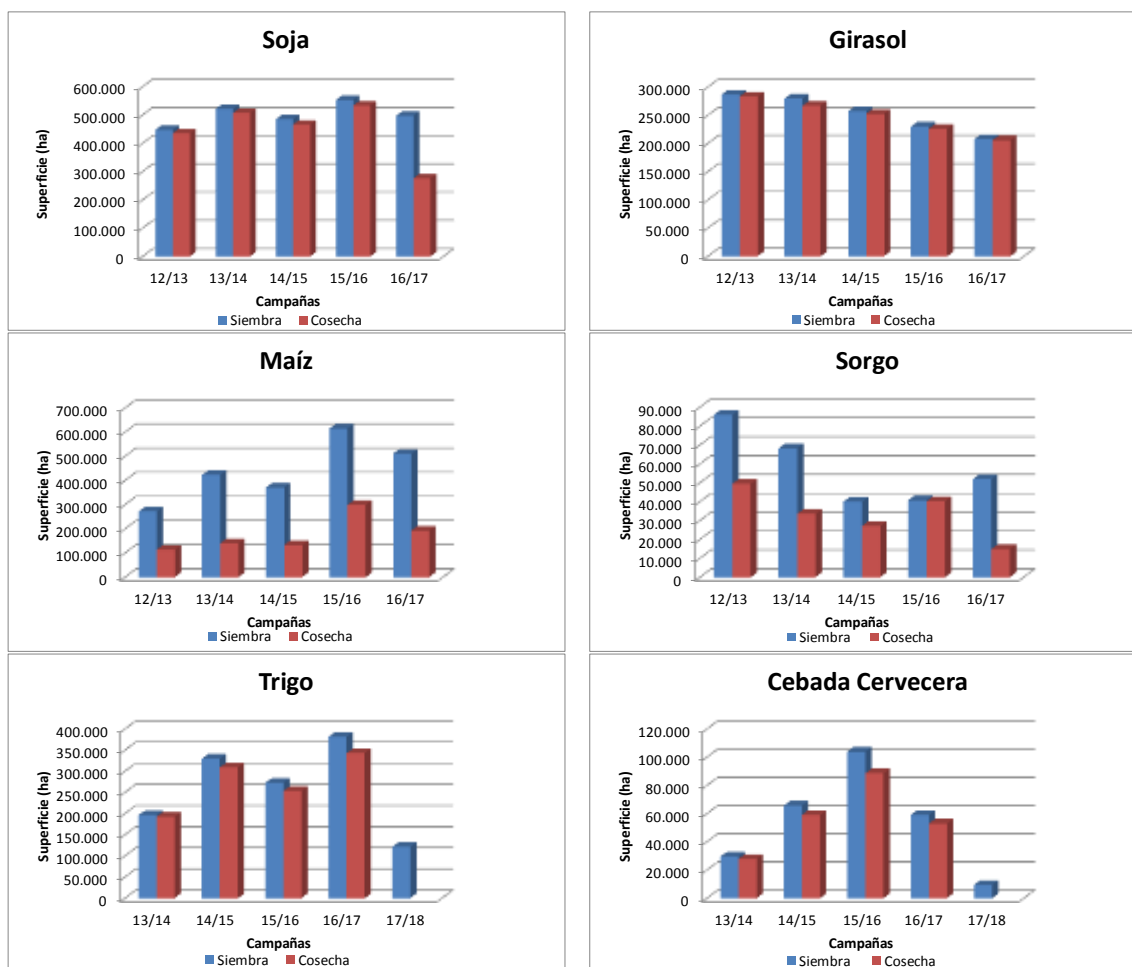 Soja
Superficie (ha)
600.000
500.000
400.000
300.000
200.000
100.000
0
12/13 13/14 14/15 15/16 16/17
Campañas
Siembra Cosecha
Girasol
Superficie (ha)
300.000
250.000
200.000
150.000
100.000
50.000
0
12/13 13/14 14/15 15/16 16/17
Campañas
Siembra Cosecha
Maíz
Superficie (ha)
700.000
600.000
500.000
400.000
300.000
200.000
100.000
0
12/13 13/14 14/15 15/16 16/17
Campañas
Siembra Cosecha
Sorgo
Superficie (ha)
90.000
80.000
70.000
60.000
50.000
40.000
30.000
20.000
10.000
0
12/13 13/14 14/15 15/16 16/17
Campañas
Siembra Cosecha
Trigo
Superficie (ha)
400.000
350.000
300.000
250.000
200.000
150.000
100.000
50.000
0
13/14 14/15 15/16 16/17 17/18
Campañas
Siembra Cosecha
Cebada Cervecera
Superficie (ha)
120.000
100.000
80.000
60.000
40.000
20.000
0
13/14 14/15 15/16 16/17 17/18
Campañas
Siembra Cosecha